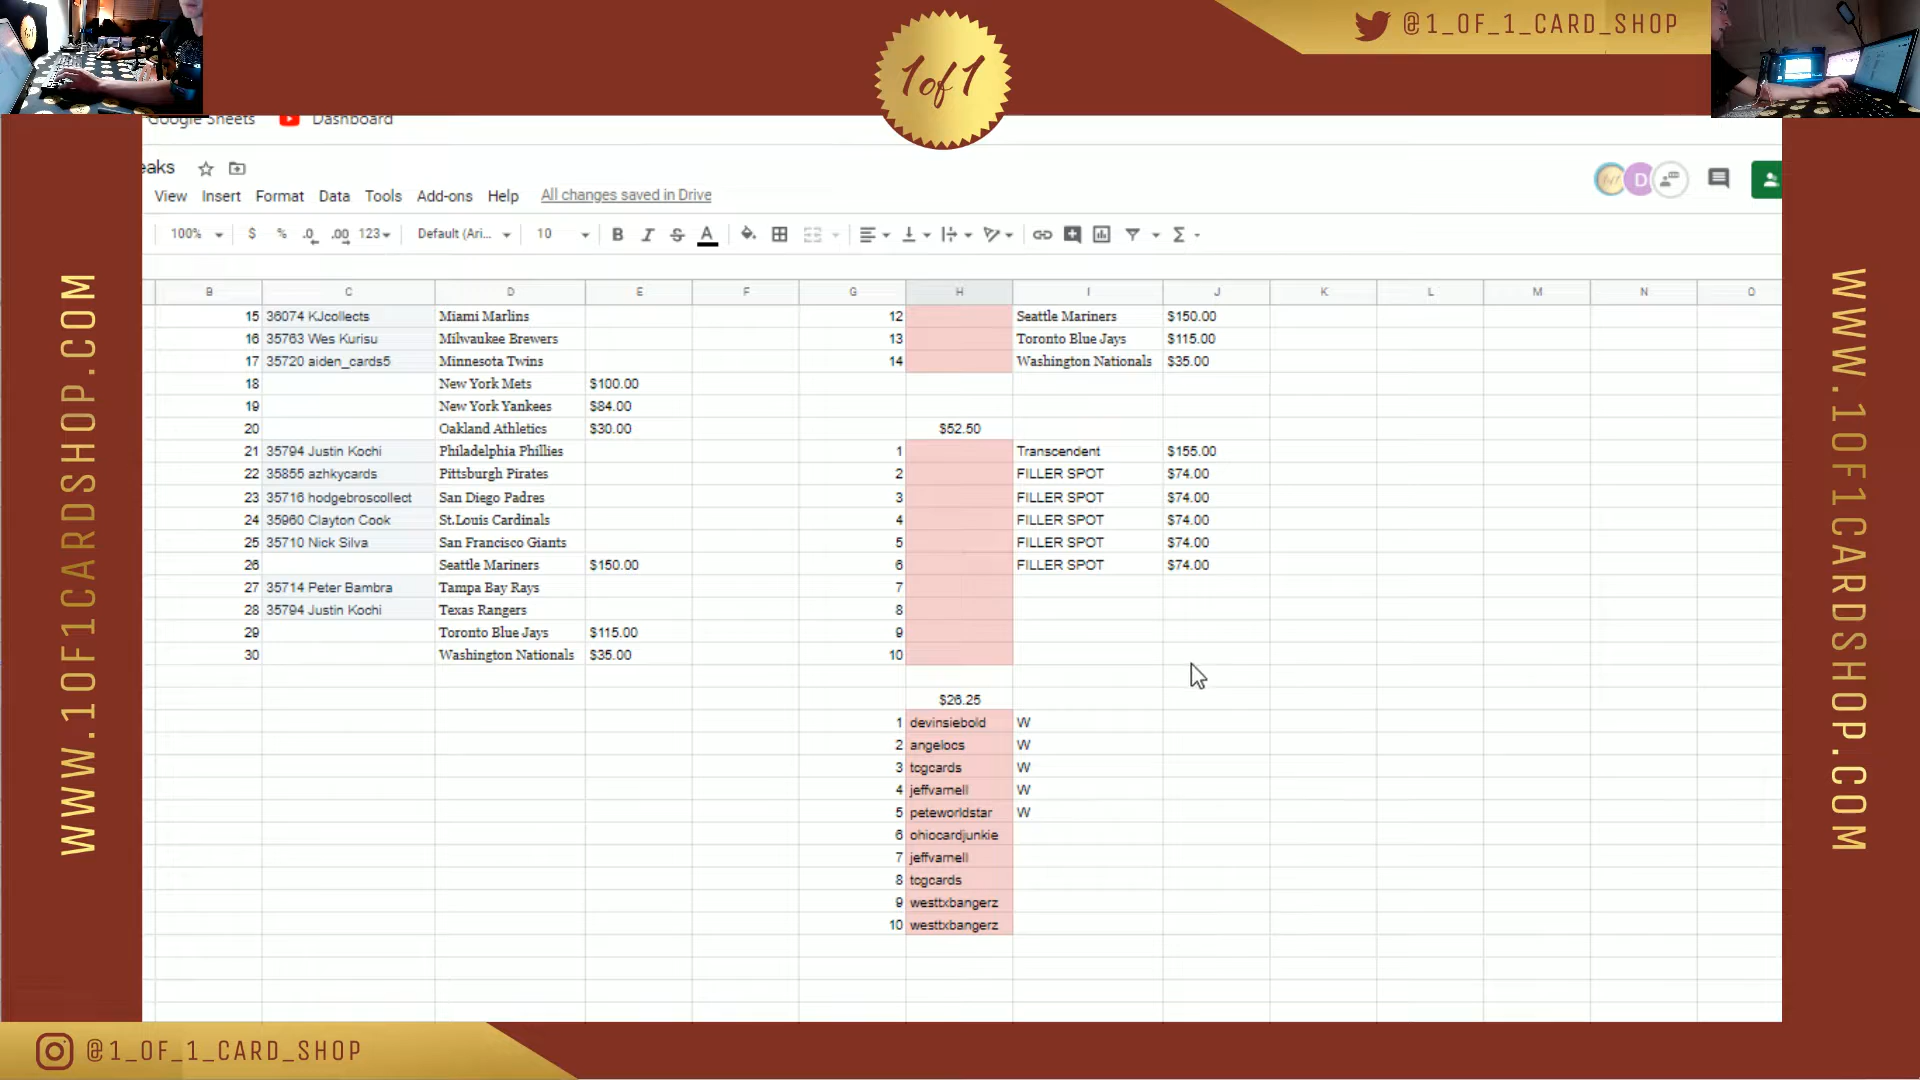 @1_OF_1_CARD_SHOP
1 of 1
Google Sheets Dashboard
eaks
View Insert Format Data Tools Add-ons Help All changes saved in Drive
D
100% $ % .0 .00 123 Default (Ari... 10 B I S A Σ
B C D E F G H I J K L M N O
15 36074 KJcollects Miami Marlins 12 Seattle Mariners $150.00
16 35763 Wes Kurisu Milwaukee Brewers 13 Toronto Blue Jays $115.00
17 35720 aiden_cards5 Minnesota Twins 14 Washington Nationals $35.00
18 New York Mets $100.00
19 New York Yankees $84.00
20 Oakland Athletics $30.00 $52.50
21 35794 Justin Kochi Philadelphia Phillies 1 Transcendent $155.00
22 35855 azhkycards Pittsburgh Pirates 2 FILLER SPOT $74.00
23 35716 hodgebroscollect San Diego Padres 3 FILLER SPOT $74.00
24 35960 Clayton Cook St.Louis Cardinals 4 FILLER SPOT $74.00
25 35710 Nick Silva San Francisco Giants 5 FILLER SPOT $74.00
26 Seattle Mariners $150.00 6 FILLER SPOT $74.00
27 35714 Peter Bambra Tampa Bay Rays 7
28 35794 Justin Kochi Texas Rangers 8
29 Toronto Blue Jays $115.00 9
30 Washington Nationals $35.00 10
$26.25
1 devinsiebold W
2 angelocs W
3 togcards W
4 jeffvarnell W
5 peteworldstar W
6 ohiocardjunkie
7 jeffvarnell
8 togcards
9 westtxbangerz
10 westtxbangerz
WWW.1OF1CARDSHOP.COM
WWW.1OF1CARDSHOP.COM
@1_OF_1_CARD_SHOP